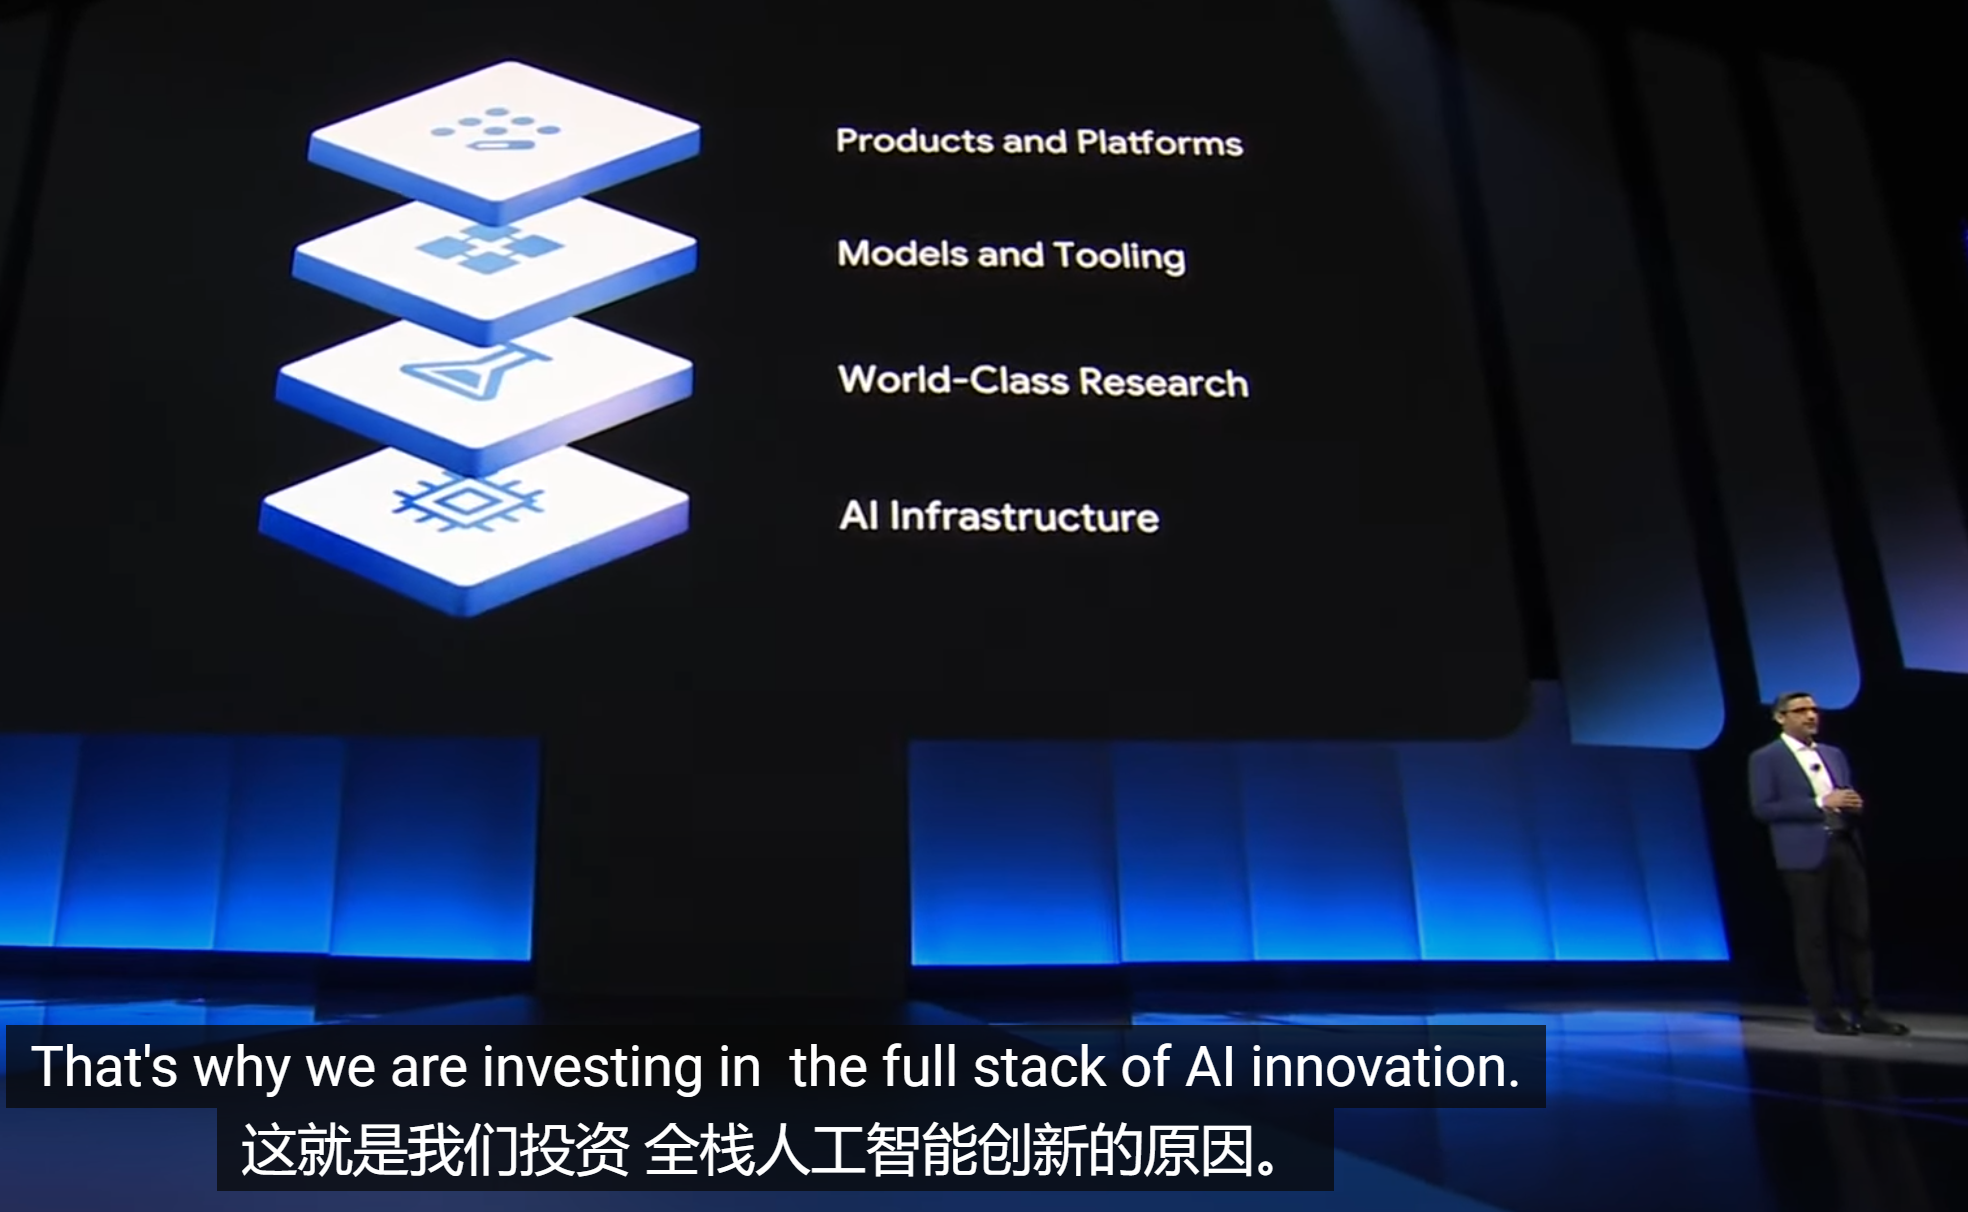 Products and Platforms
Models and Tooling
World-Class Research
AI Infrastructure
That's why we are investing in  the full stack of AI innovation.
这就是我们投资 全栈人工智能创新的原因。